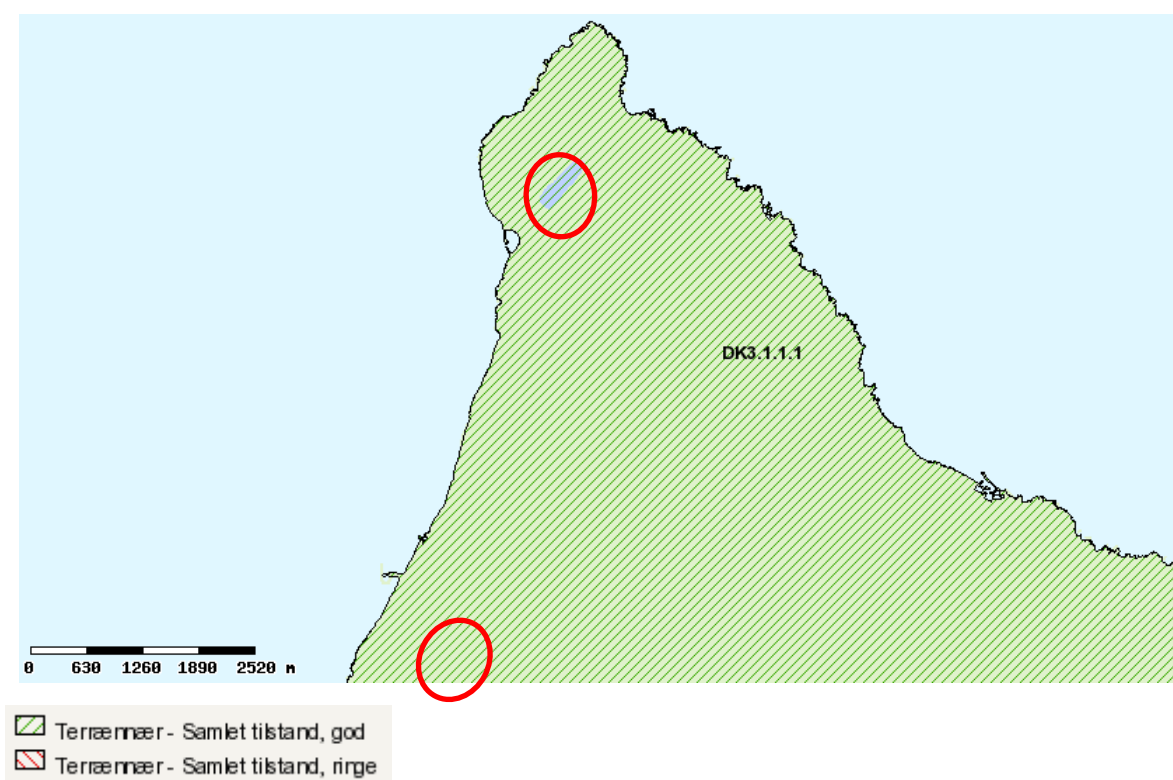 DK3.1.1.1
0 630 1260 1890 2520 m
Terrænnær - Samlet tilstand, god
Terrænnær - Samlet tilstand, ringe